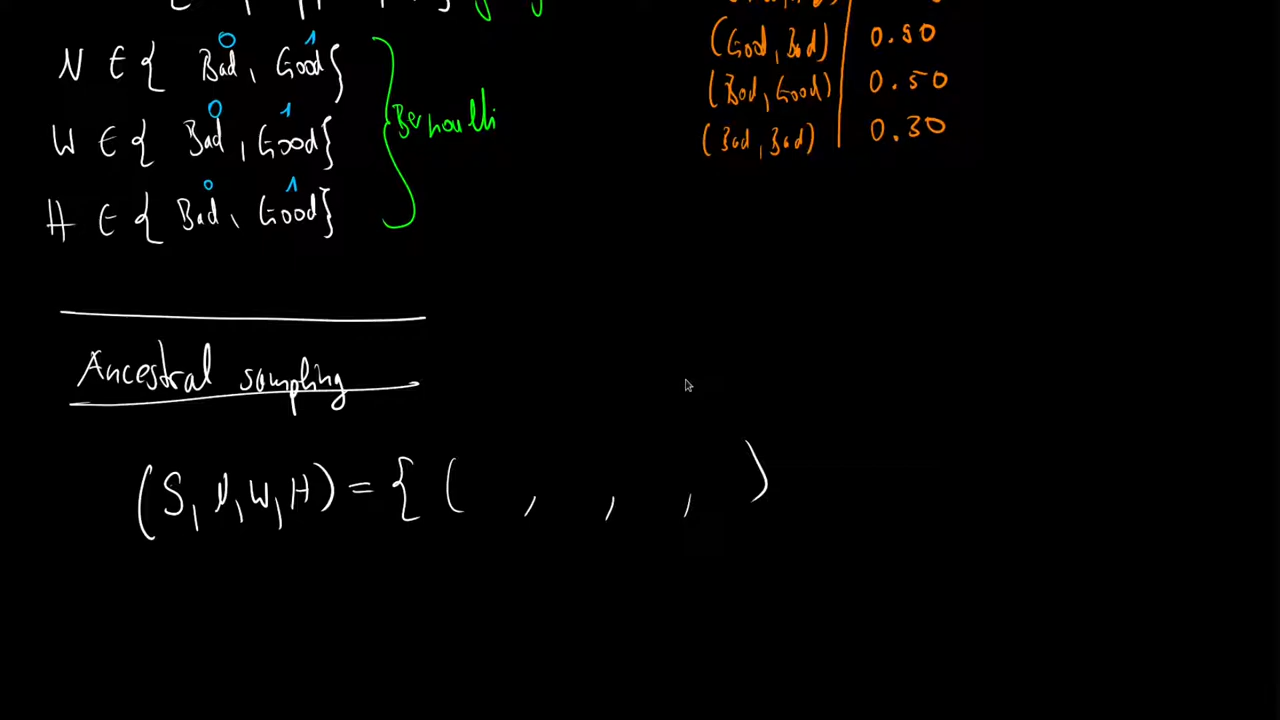 0 1
N ∈ { Bad, Good}
0 1
W ∈ { Bad, Good}
0 1
H ∈ { Bad, Good}
Bernoulli
(Good, Bad) 0.50
(Bad, Good) 0.50
(Bad, Bad) 0.30
Ancestral sampling
(S, N, W, H) = { ( , , , )